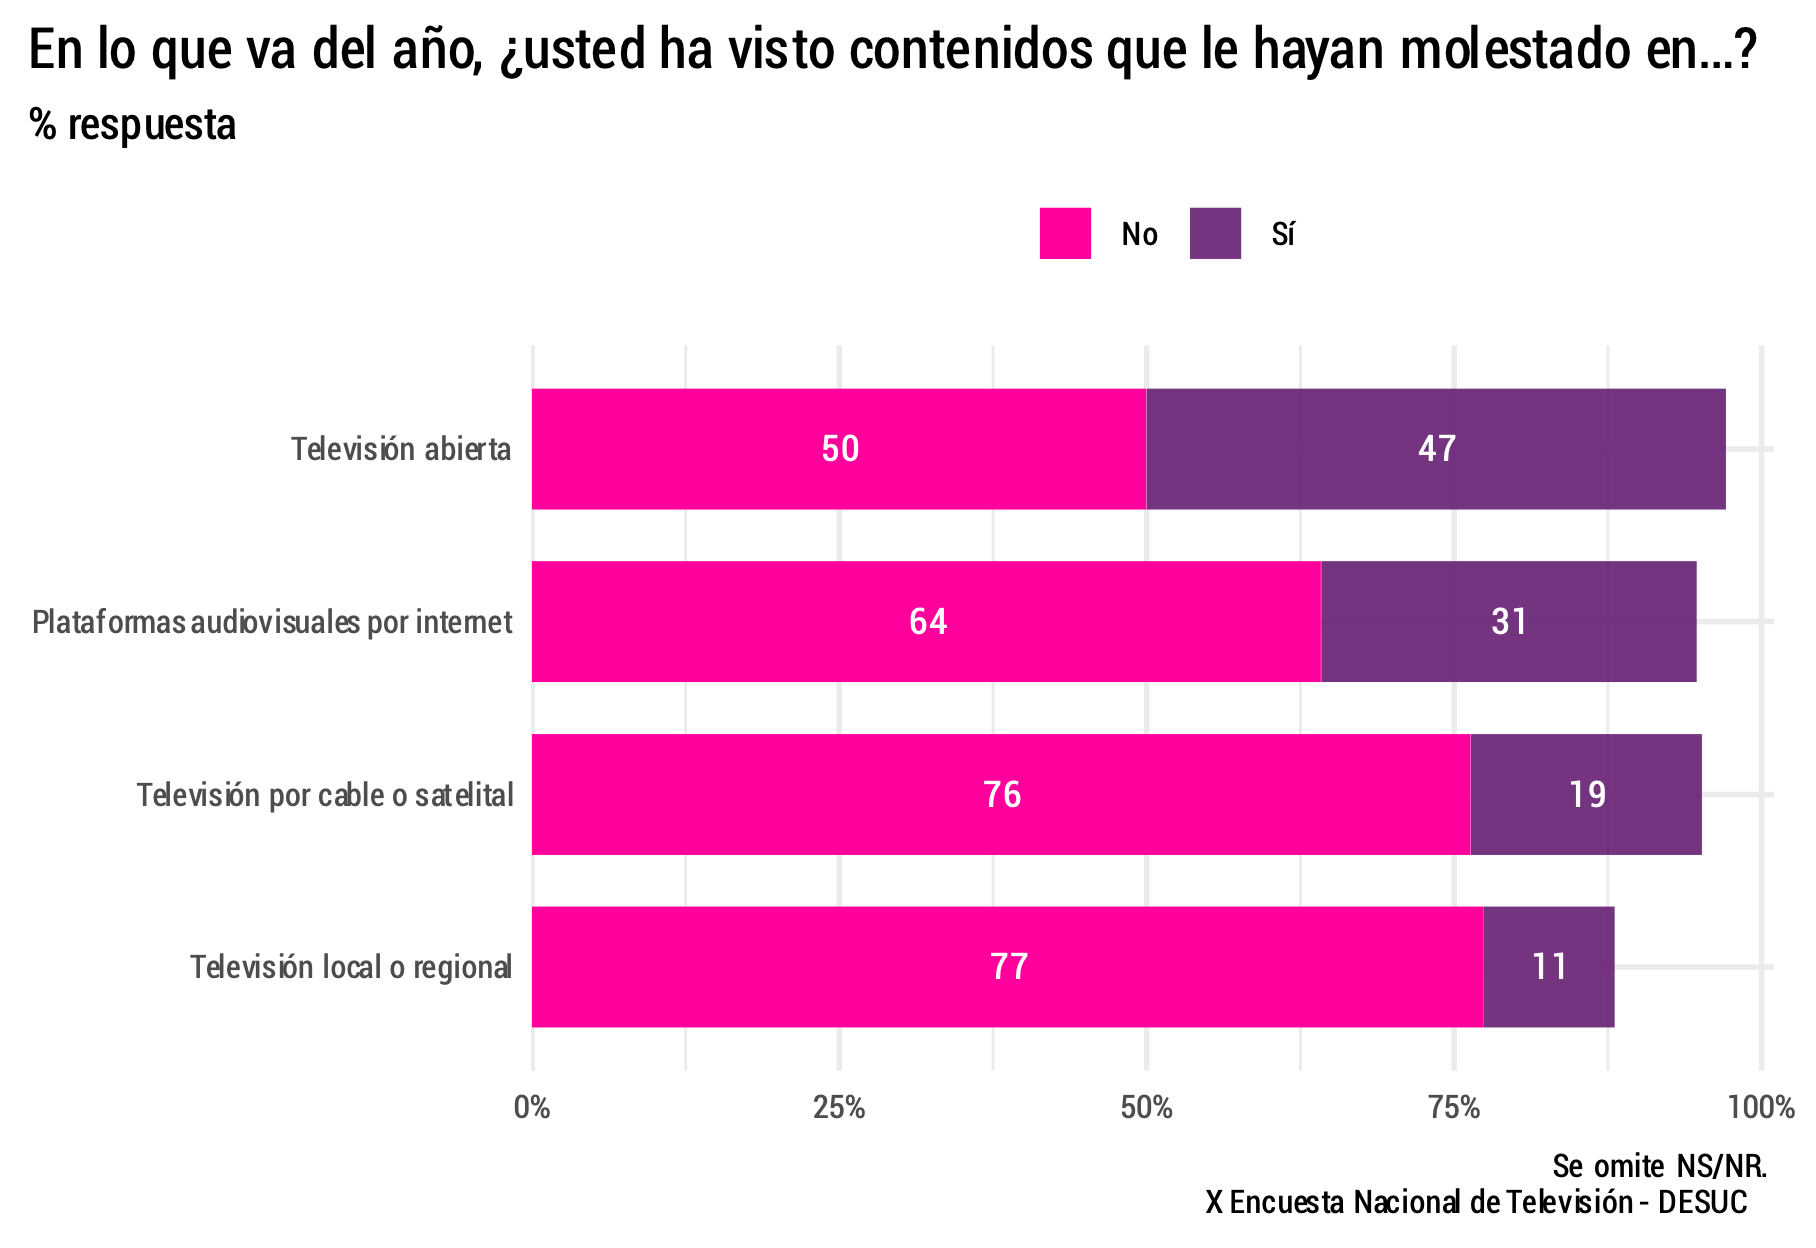 En lo que va del año, ¿usted ha visto contenidos que le hayan molestado en...?
% respuesta
No Sí
Televisión abierta 50 47
Plataformas audiovisuales por internet 64 31
Televisión por cable o satelital 76 19
Televisión local o regional 77 11
0% 25% 50% 75% 100%
Se omite NS/NR.
X Encuesta Nacional de Televisión - DESUC